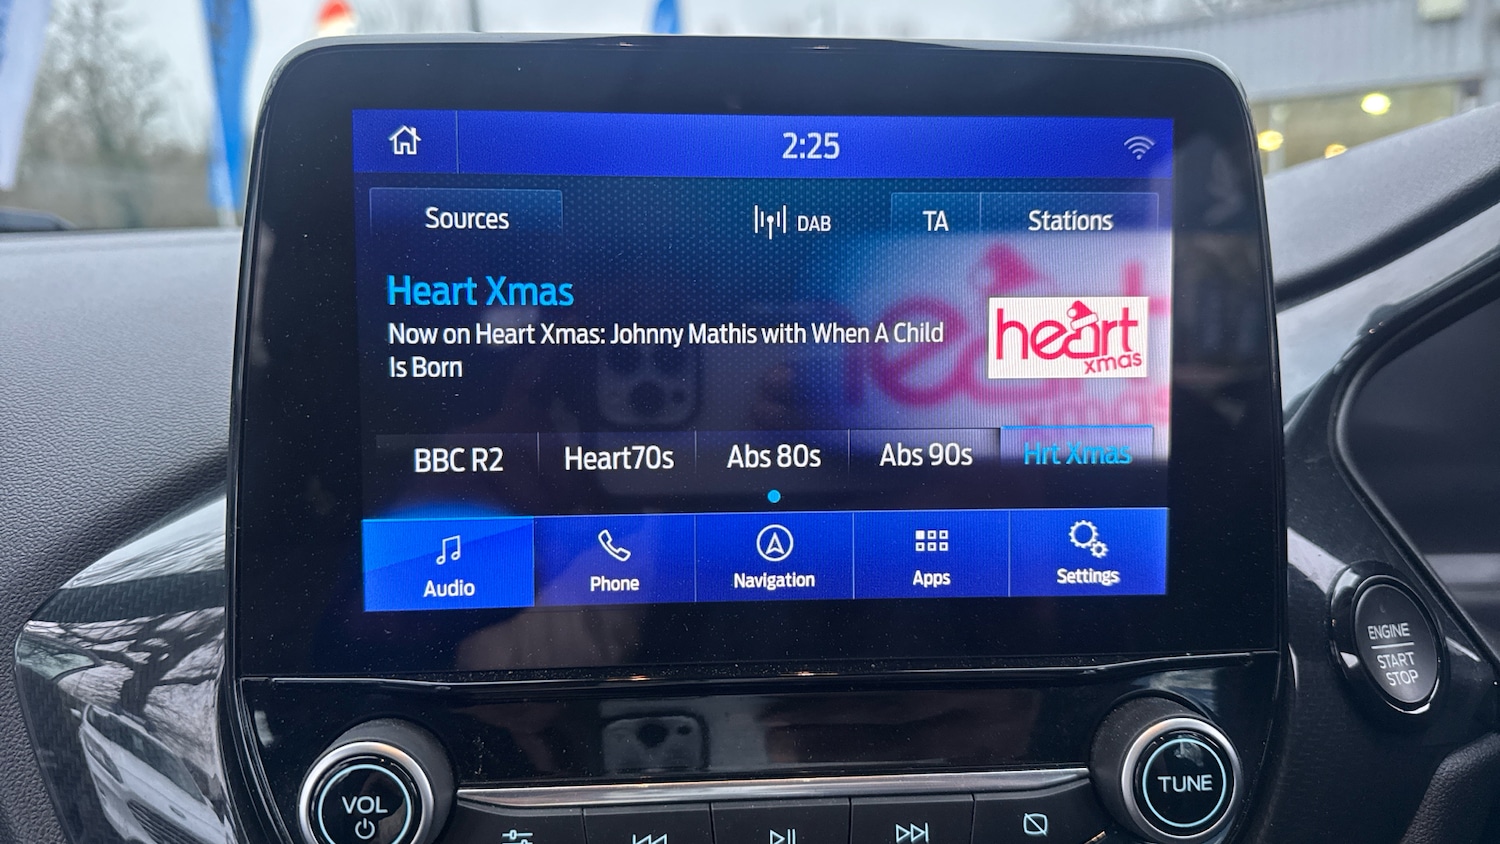 2:25
Sources
DAB
TA
Stations
Heart Xmas
Now on Heart Xmas: Johnny Mathis with When A Child
Is Born
heart
xmas
BBC R2
Heart70s
Abs 80s
Abs 90s
Hrt Xmas
Audio
Phone
Navigation
Apps
Settings
ENGINE
START
STOP
VOL
TUNE